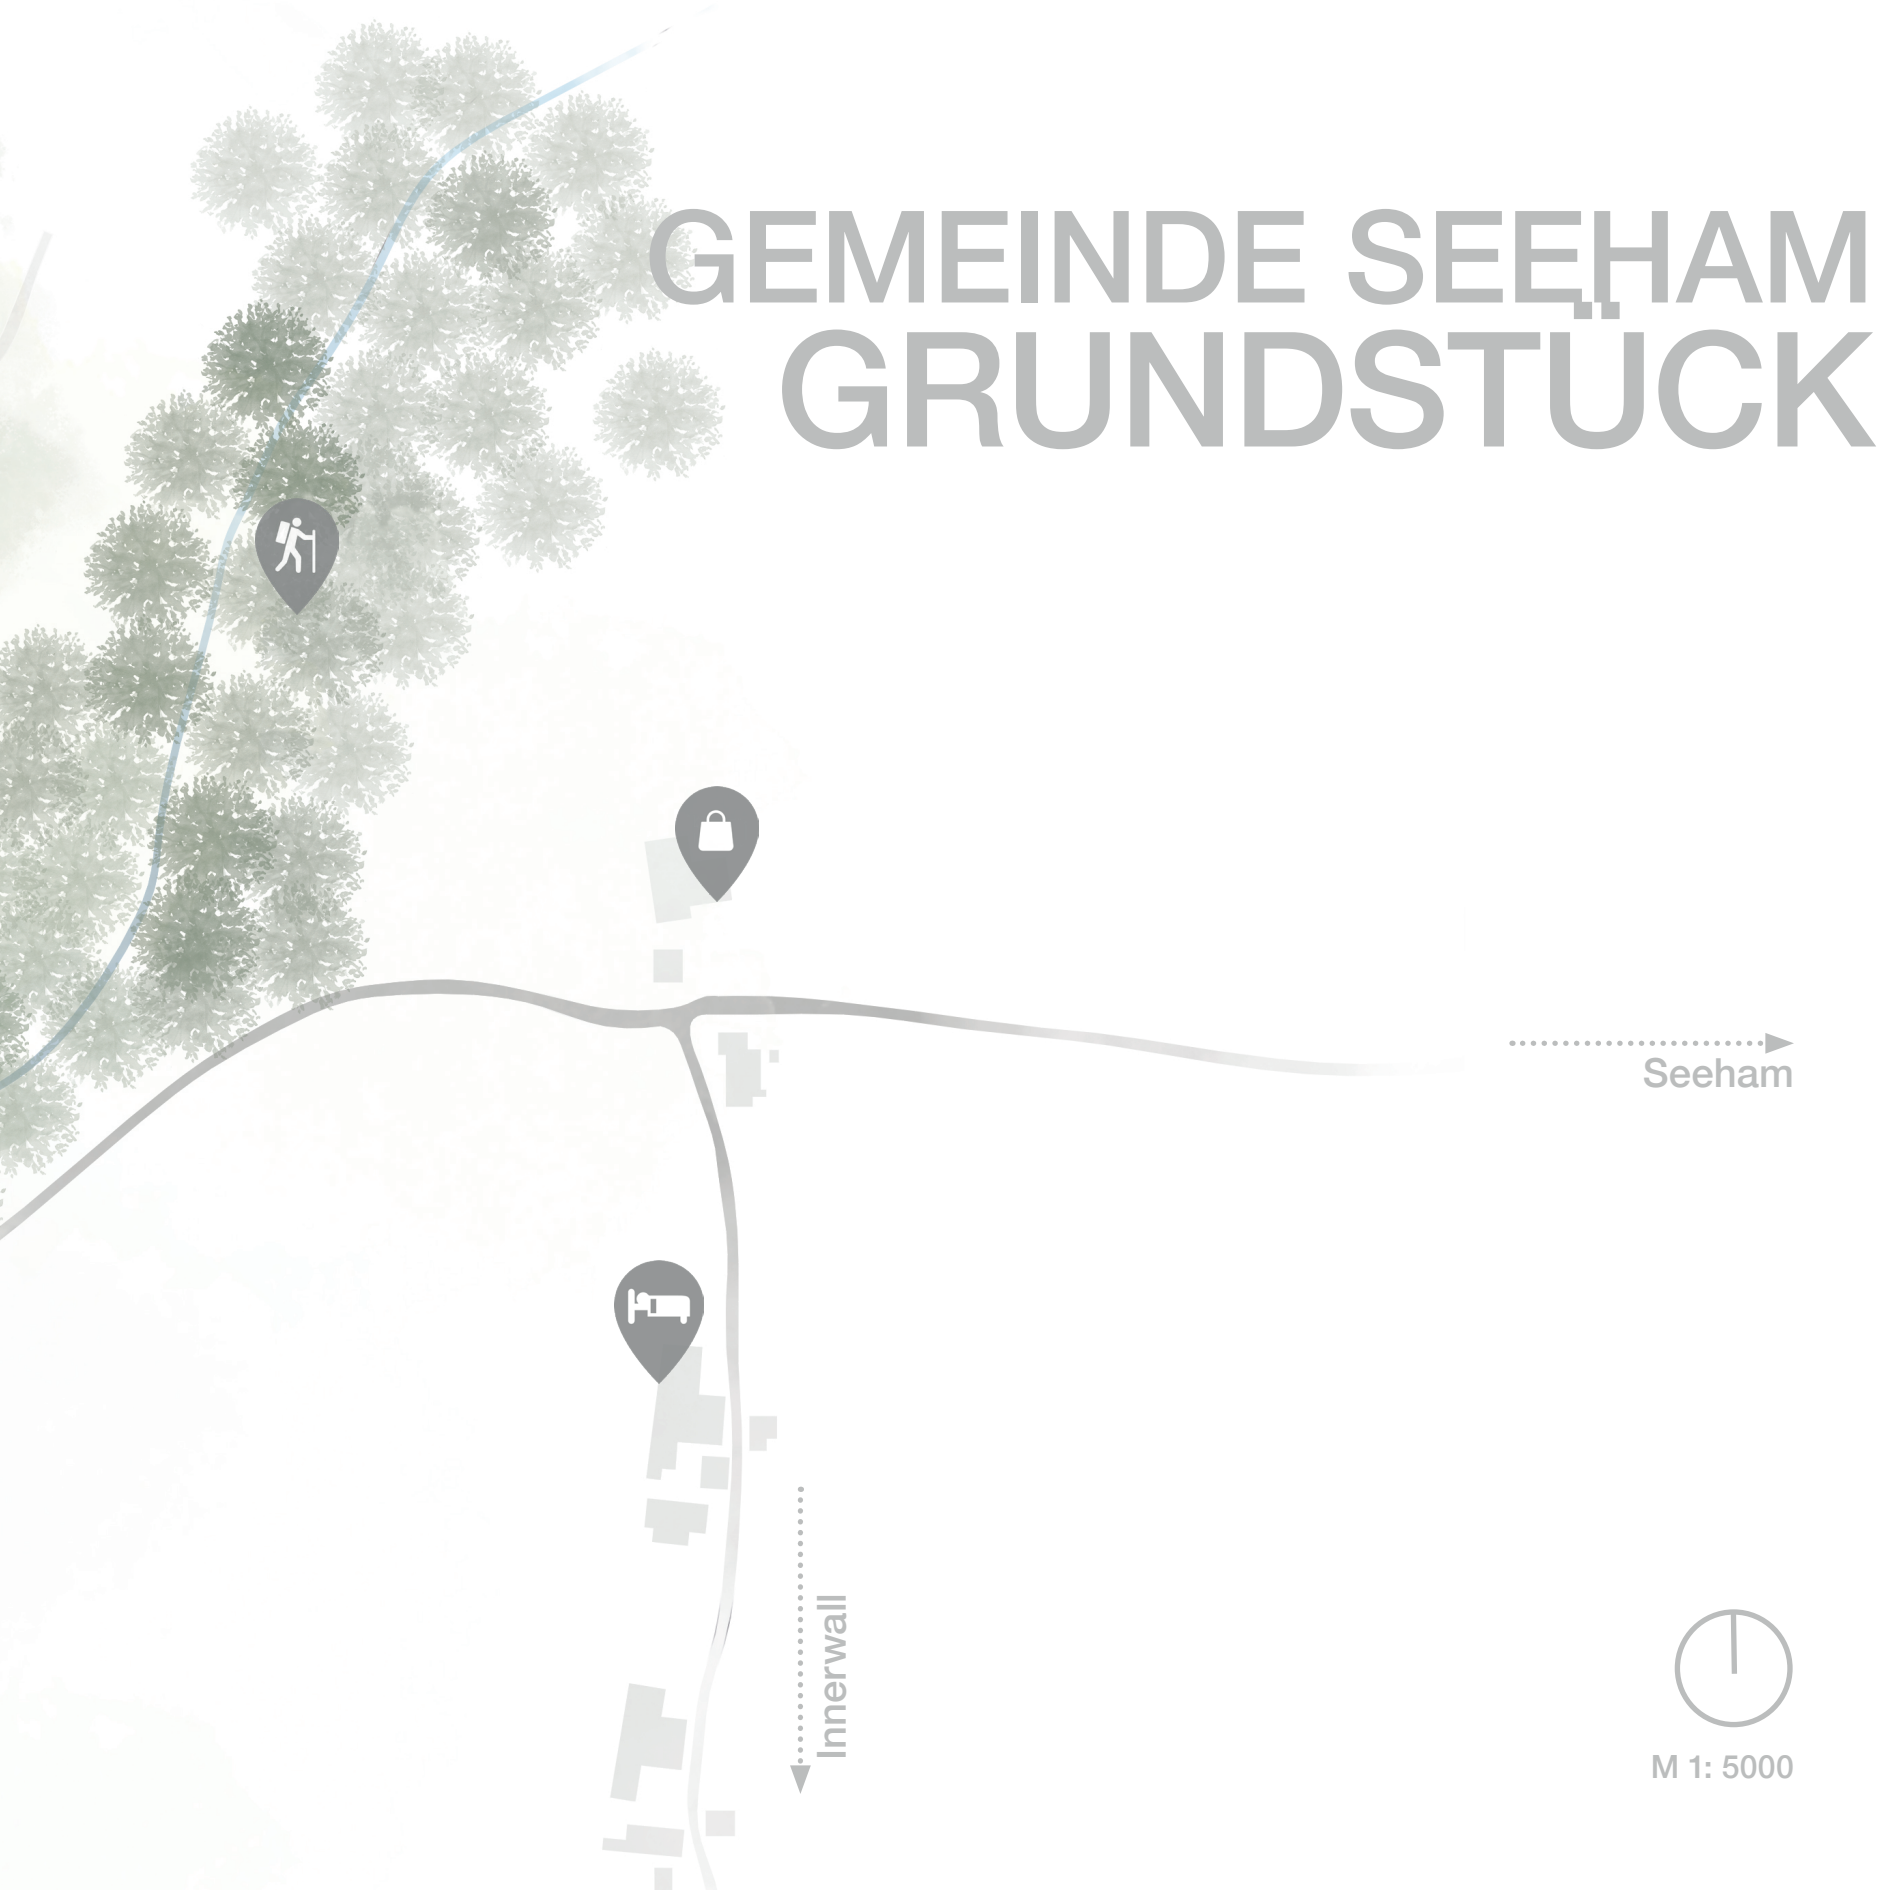 GEMEINDE SEEHAM
GRUNDSTÜCK
Seeham
Innerwall
M 1: 5000